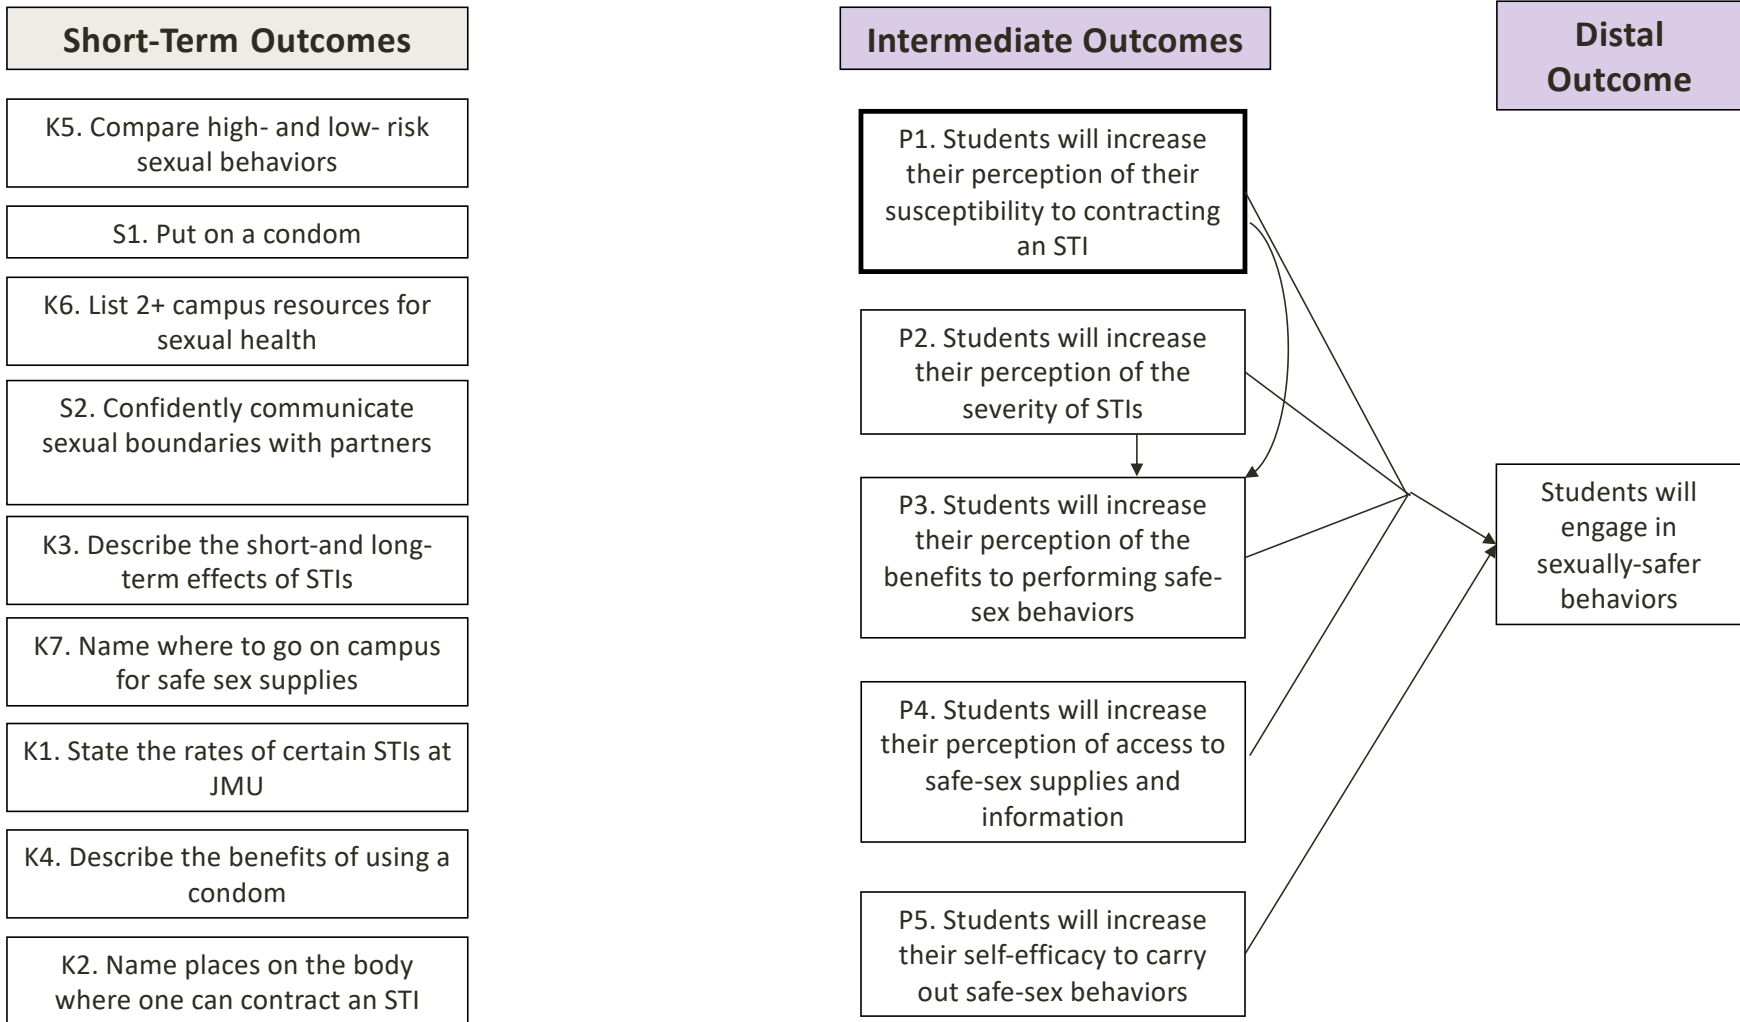 Short-Term Outcomes
K5. Compare high- and low- risk
sexual behaviors
S1. Put on a condom
K6. List 2+ campus resources for
sexual health
S2. Confidently communicate
sexual boundaries with partners
K3. Describe the short-and long-
term effects of STIs
K7. Name where to go on campus
for safe sex supplies
K1. State the rates of certain STIs at
JMU
K4. Describe the benefits of using a
condom
K2. Name places on the body
where one can contract an STI
Intermediate Outcomes
P1. Students will increase
their perception of their
susceptibility to contracting
an STI
P2. Students will increase
their perception of the
severity of STIs
P3. Students will increase
their perception of the
benefits to performing safe-
sex behaviors
P4. Students will increase
their perception of access to
safe-sex supplies and
information
P5. Students will increase
their self-efficacy to carry
out safe-sex behaviors
Distal
Outcome
Students will
engage in
sexually-safer
behaviors